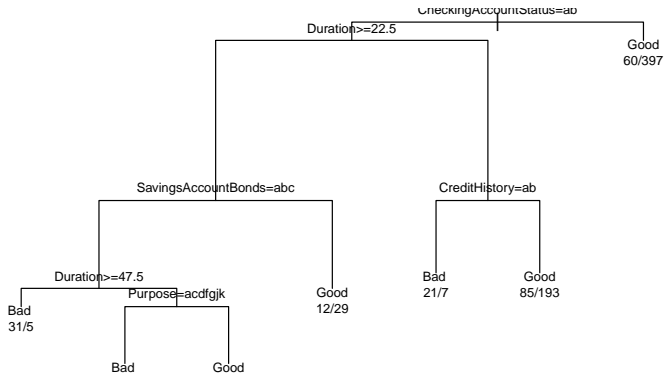 CheckingAccountStatus=ab
Duration>=22.5
Good
60/397
SavingsAccountBonds=abc
CreditHistory=ab
Duration>=47.5
Purpose=acdfgjk
Bad
31/5
Good
12/29
Bad
21/7
Good
85/193
Bad
Good